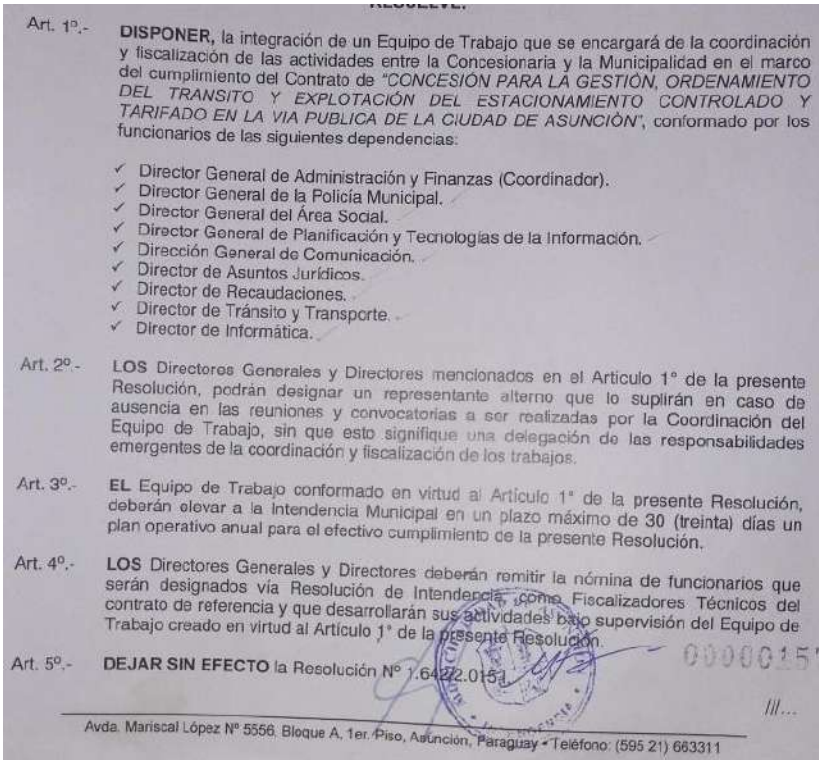 RESUELVE:
Art. 1º.- DISPONER, la integración de un Equipo de Trabajo que se encargará de la coordinación
y fiscalización de las actividades entre la Concesionaria y la Municipalidad en el marco
del cumplimiento del Contrato de "CONCESIÓN PARA LA GESTIÓN, ORDENAMIENTO
DEL TRANSITO Y EXPLOTACIÓN DEL ESTACIONAMIENTO CONTROLADO Y
TARIFADO EN LA VIA PUBLICA DE LA CIUDAD DE ASUNCIÓN", conformado por los
funcionarios de las siguientes dependencias:
✓ Director General de Administración y Finanzas (Coordinador).
✓ Director General de la Policía Municipal.
✓ Director General del Área Social.
✓ Director General de Planificación y Tecnologías de la Información.
✓ Dirección General de Comunicación.
✓ Director de Asuntos Jurídicos.
✓ Director de Recaudaciones.
✓ Director de Tránsito y Transporte.
✓ Director de Informática.
Art. 2º.- LOS Directores Generales y Directores mencionados en el Articulo 1° de la presente
Resolución, podrán designar un representante alterno que lo suplirán en caso de
ausencia en las reuniones y convocatorias a ser realizadas por la Coordinación del
Equipo de Trabajo, sin que esto signifique una delegación de las responsabilidades
emergentes de la coordinación y fiscalización de los trabajos.
Art. 3º.- EL Equipo de Trabajo conformado en virtud al Artículo 1° de la presente Resolución,
deberán elevar a la Intendencia Municipal en un plazo máximo de 30 (treinta) días un
plan operativo anual para el efectivo cumplimiento de la presente Resolución.
Art. 4º.- LOS Directores Generales y Directores deberán remitir la nómina de funcionarios que
serán designados vía Resolución de Intendencia, como Fiscalizadores Técnicos del
contrato de referencia y que desarrollarán sus actividades bajo supervisión del Equipo de
Trabajo creado en virtud al Artículo 1° de la presente Resolución.
Art. 5º.- DEJAR SIN EFECTO la Resolución Nº 1.642/2.015
0000015
///...
Avda. Mariscal López Nº 5556, Bloque A, 1er. Piso, Asunción, Paraguay • Teléfono: (595 21) 663311